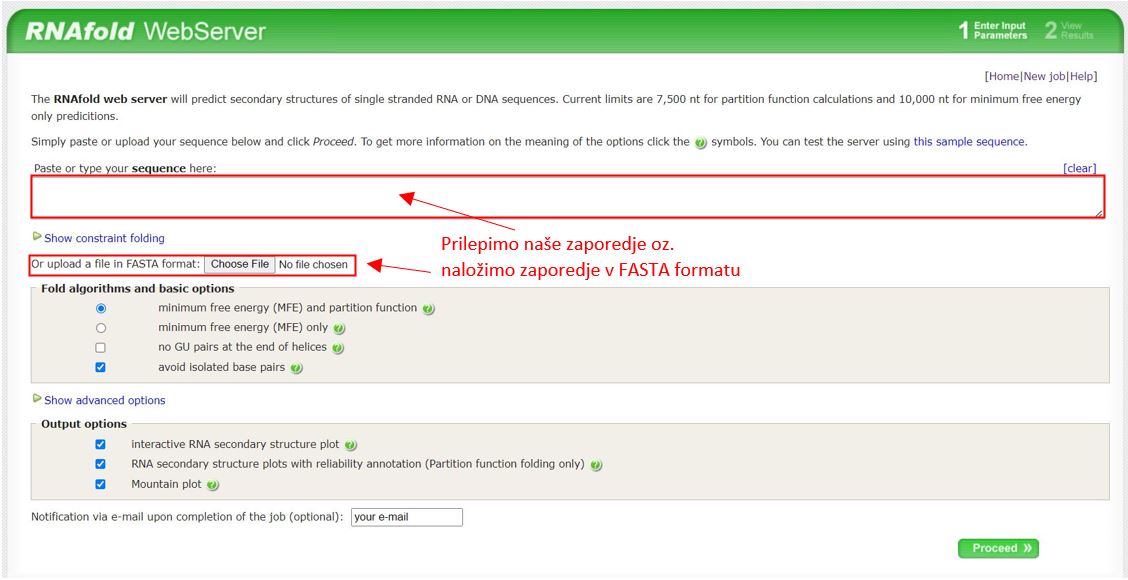 RNAfold WebServer
1 Enter Input Parameters 2 View Results
[Home|New job|Help]
The RNAfold web server will predict secondary structures of single stranded RNA or DNA sequences. Current limits are 7,500 nt for partition function calculations and 10,000 nt for minimum free energy
only predicitions.
Simply paste or upload your sequence below and click Proceed. To get more information on the meaning of the options click the ? symbols. You can test the server using this sample sequence.
Paste or type your sequence here: [clear]
Prilepimo naše zaporedje oz.
naložimo zaporedje v FASTA formatu
Show constraint folding
Or upload a file in FASTA format: Choose File No file chosen
Fold algorithms and basic options
minimum free energy (MFE) and partition function ?
minimum free energy (MFE) only ?
no GU pairs at the end of helices ?
avoid isolated base pairs ?
Show advanced options
Output options
interactive RNA secondary structure plot ?
RNA secondary structure plots with reliability annotation (Partition function folding only) ?
Mountain plot ?
Notification via e-mail upon completion of the job (optional): your e-mail
Proceed »